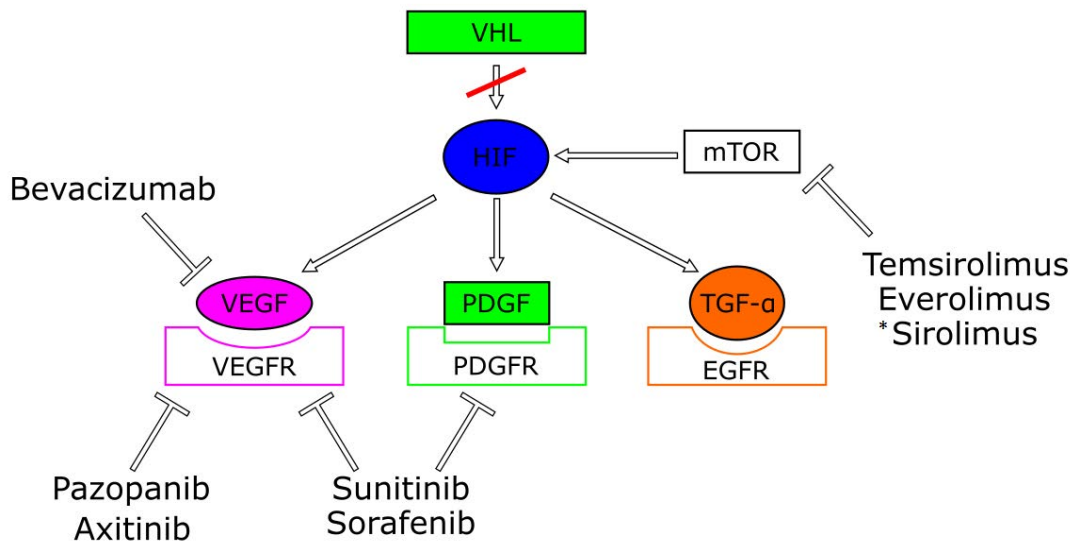 VHL
HIF
mTOR
Bevacizumab
Temsirolimus
Everolimus
*Sirolimus
VEGF
PDGF
TGF-α
VEGFR
PDGFR
EGFR
Pazopanib
Axitinib
Sunitinib
Sorafenib